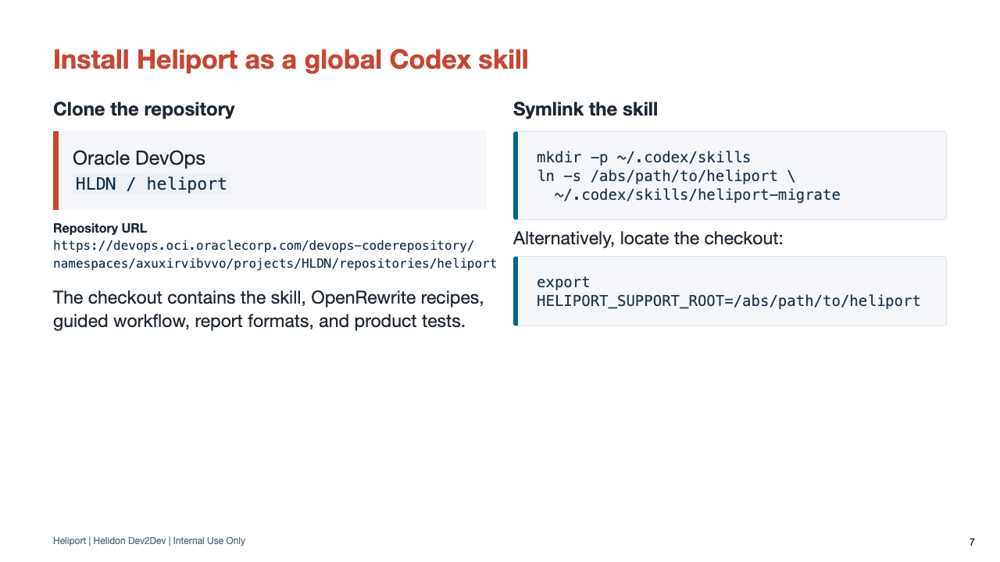 Install Heliport as a global Codex skill
Clone the repository
Oracle DevOps
HLDN / heliport
Repository URL
https://devops.oci.oraclecorp.com/devops-coderepository/
namespaces/axuxirvibvvo/projects/HLDN/repositories/heliport
The checkout contains the skill, OpenRewrite recipes,
guided workflow, report formats, and product tests.
Symlink the skill
mkdir -p ~/.codex/skills
ln -s /abs/path/to/heliport \
  ~/.codex/skills/heliport-migrate
Alternatively, locate the checkout:
export
HELIPORT_SUPPORT_ROOT=/abs/path/to/heliport
Heliport | Helidon Dev2Dev | Internal Use Only
7